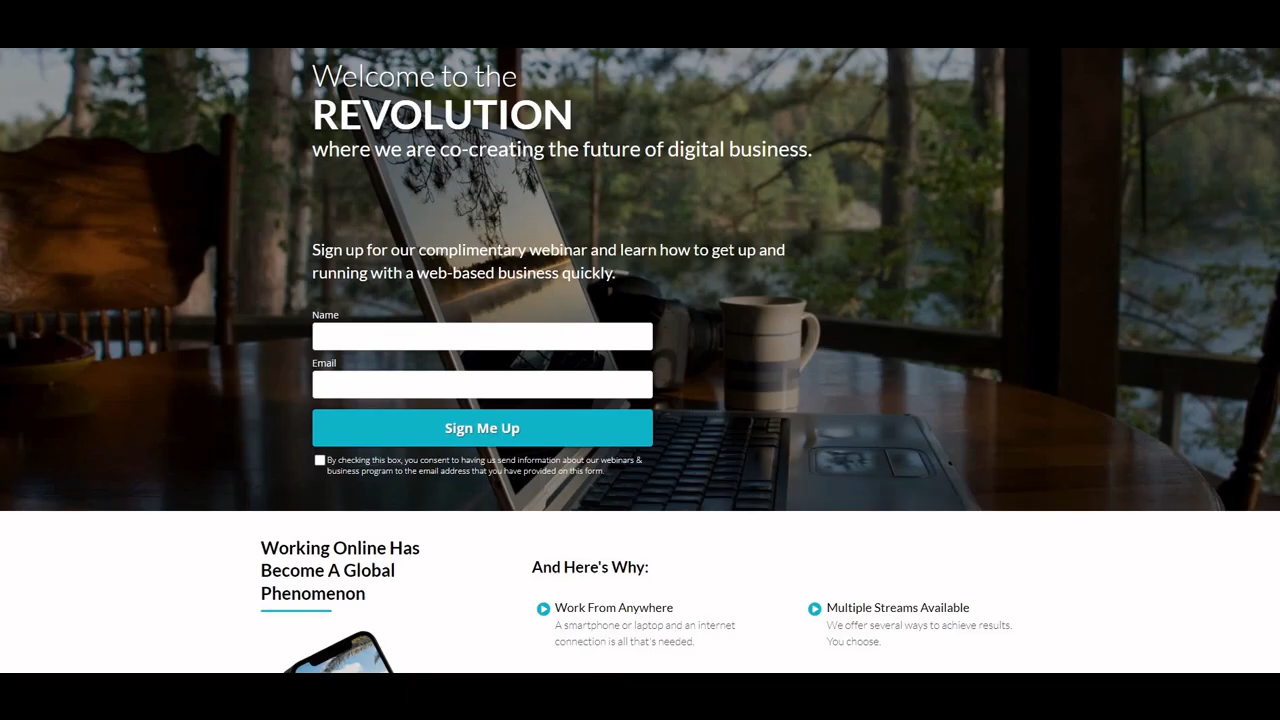 Welcome to the
REVOLUTION
where we are co-creating the future of digital business.
Sign up for our complimentary webinar and learn how to get up and
running with a web-based business quickly.
Name
Email
Sign Me Up
By checking this box, you consent to having us send information about our webinars &
business program to the email address that you have provided on this form.
Working Online Has
Become A Global
Phenomenon
And Here's Why:
Work From Anywhere
A smartphone or laptop and an internet
connection is all that's needed.
Multiple Streams Available
We offer several ways to achieve results.
You choose.